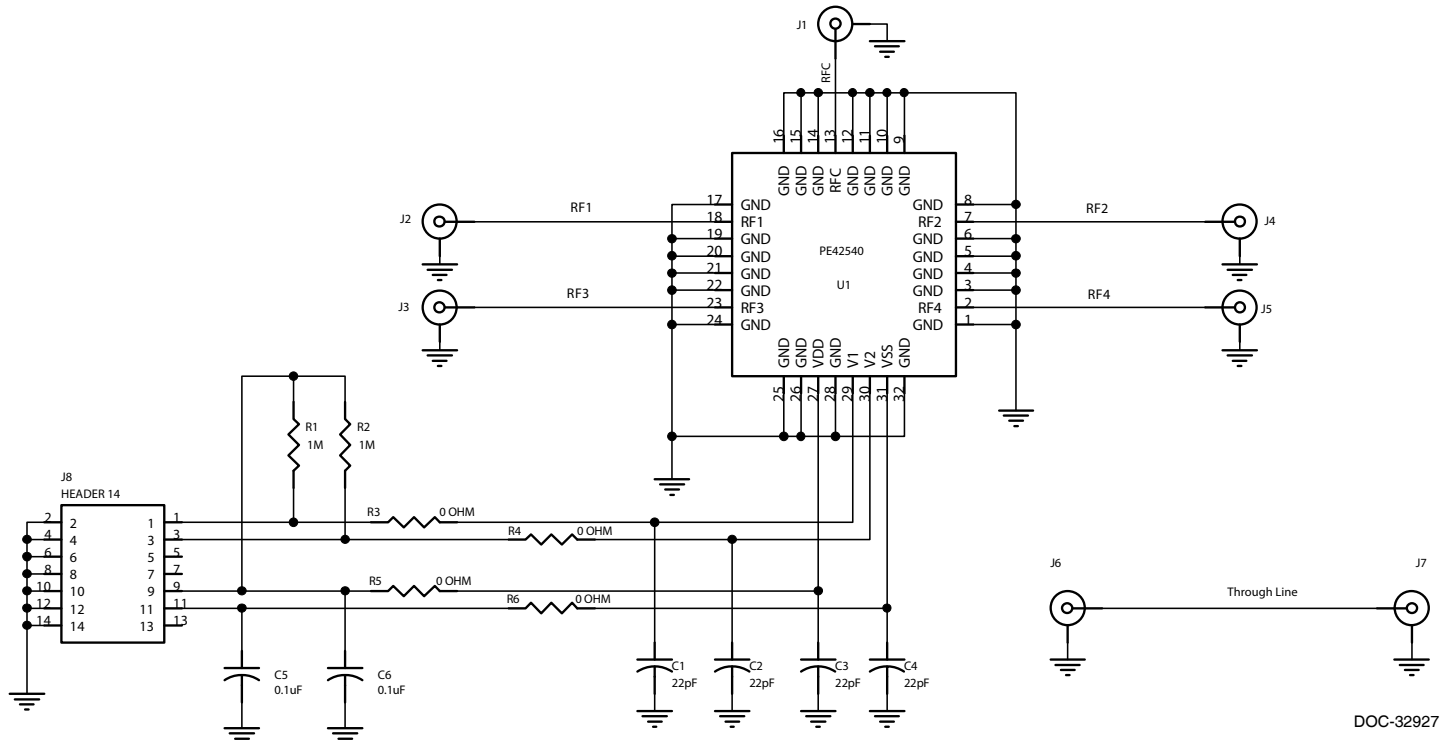 J1
RFC
16 15 14 13 12 11 10 9
GND GND GND RFC GND GND GND GND
17 GND GND 8
J2 RF1 18 RF1 RF2 7 RF2 J4
19 GND GND 6
20 GND PE42540 GND 5
21 GND GND 4
22 GND U1 GND 3
J3 RF3 23 RF3 RF4 2 RF4 J5
24 GND GND 1
GND GND VDD GND V1 V2 VSS GND
25 26 27 28 29 30 31 32
R1 R2
1M 1M
J8
HEADER 14
2 2 1 1 R3 0 OHM
4 4 3 3 R4 0 OHM
6 6 5 5
8 8 7 7
10 10 9 9 R5 0 OHM
12 12 11 11 R6 0 OHM
14 14 13 13
J6 J7
Through Line
C5 C6 C1 C2 C3 C4
0.1uF 0.1uF 22pF 22pF 22pF 22pF
DOC-32927